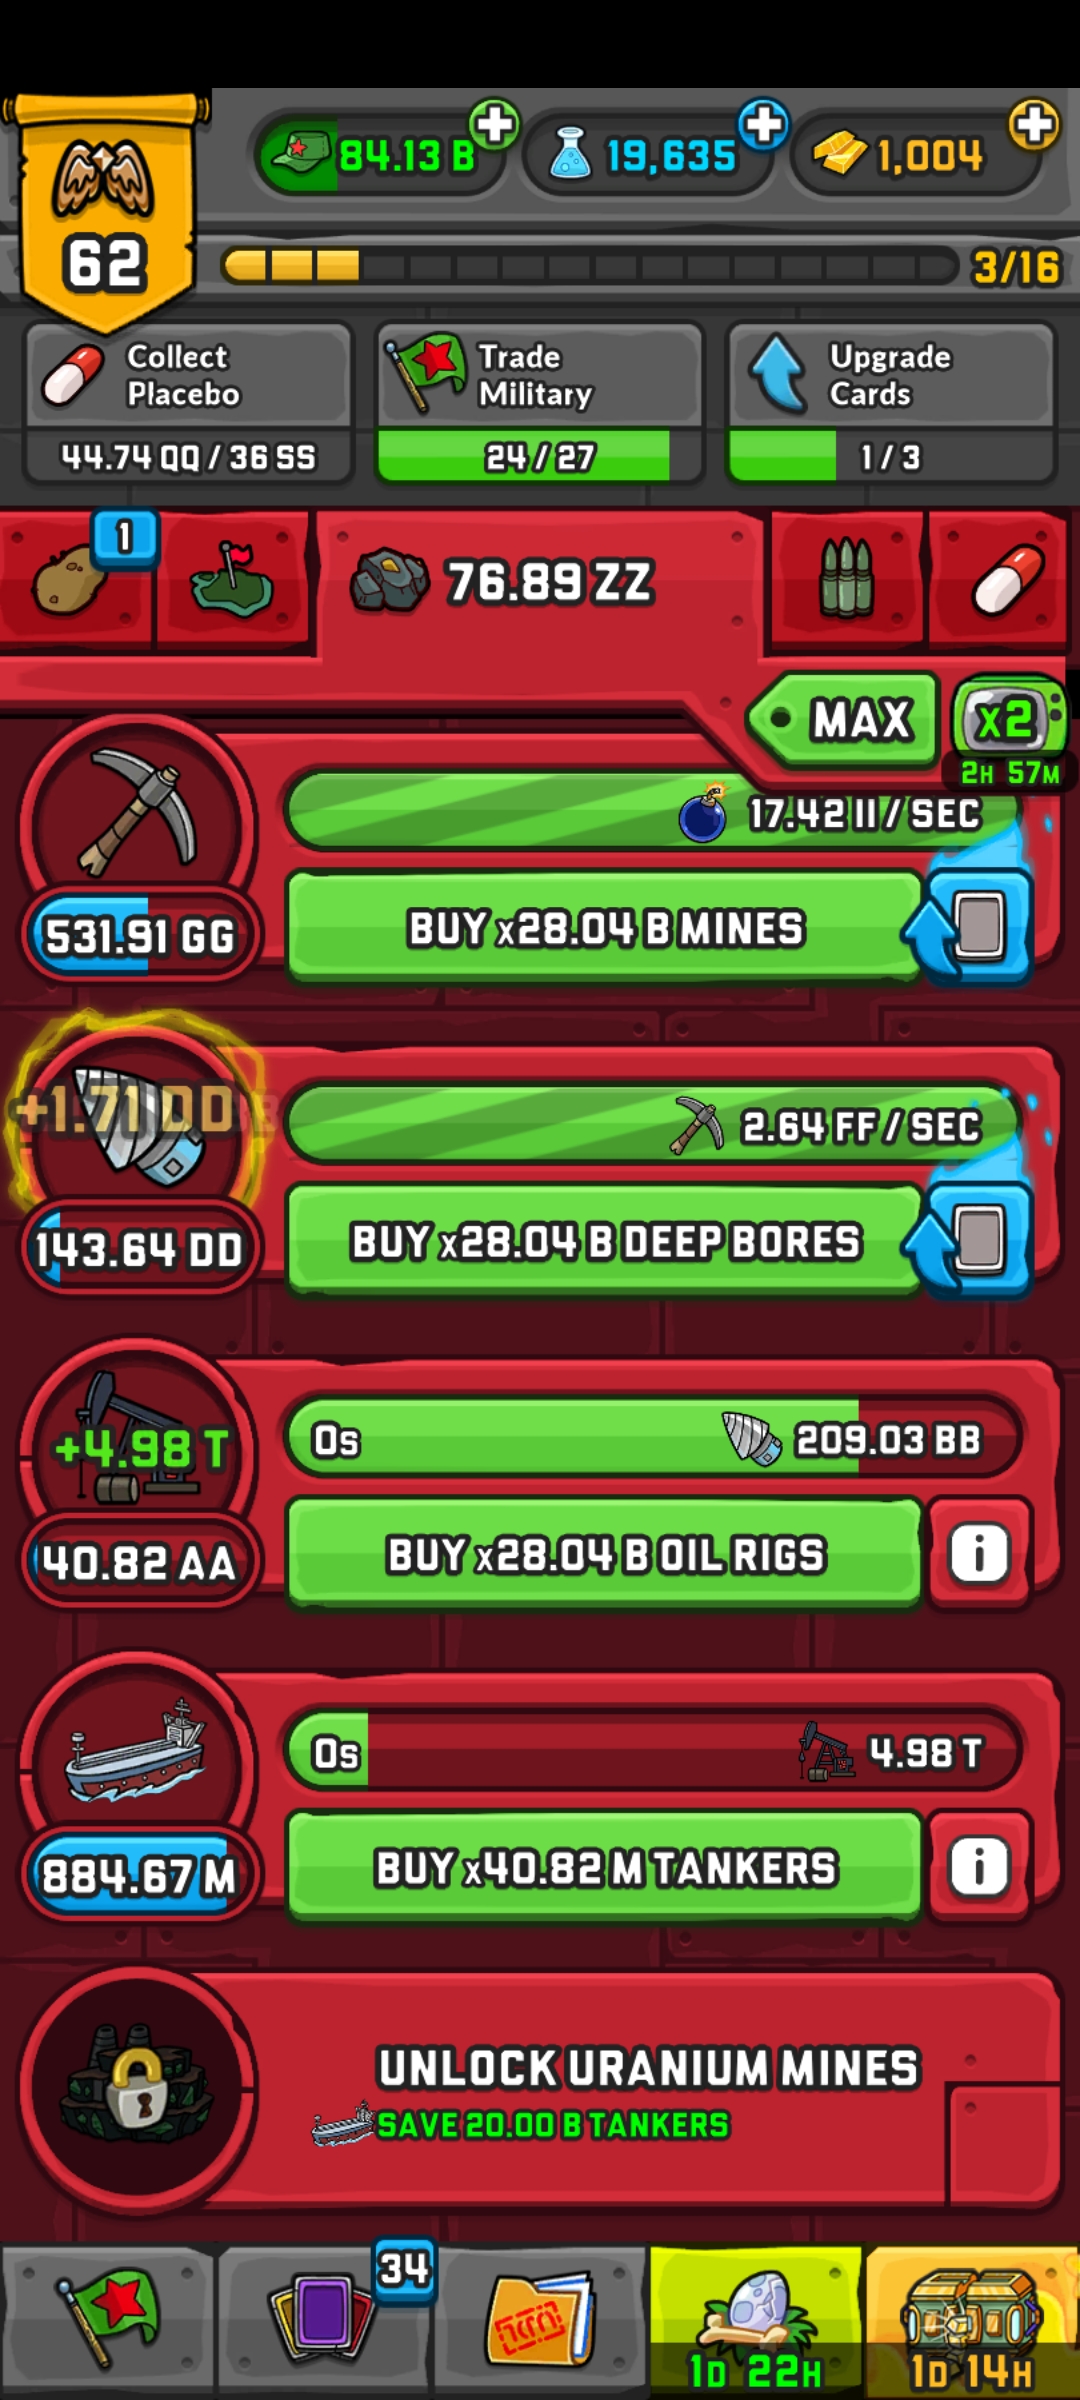 84.13 B
19,635
1,004
62
3/16
Collect
Placebo
44.74 QQ / 36 SS
Trade
Military
24 / 27
Upgrade
Cards
1 / 3
1
76.89 ZZ
MAX
x2
2H 57M
17.42 II / SEC
531.91 GG
BUY x28.04 B MINES
+1.71 DD
2.64 FF / SEC
143.64 DD
BUY x28.04 B DEEP BORES
+4.98 T
0s
209.03 BB
40.82 AA
BUY x28.04 B OIL RIGS
i
0s
4.98 T
884.67 M
BUY x40.82 M TANKERS
i
UNLOCK URANIUM MINES
SAVE 20.00 B TANKERS
34
1D 22H
1D 14H